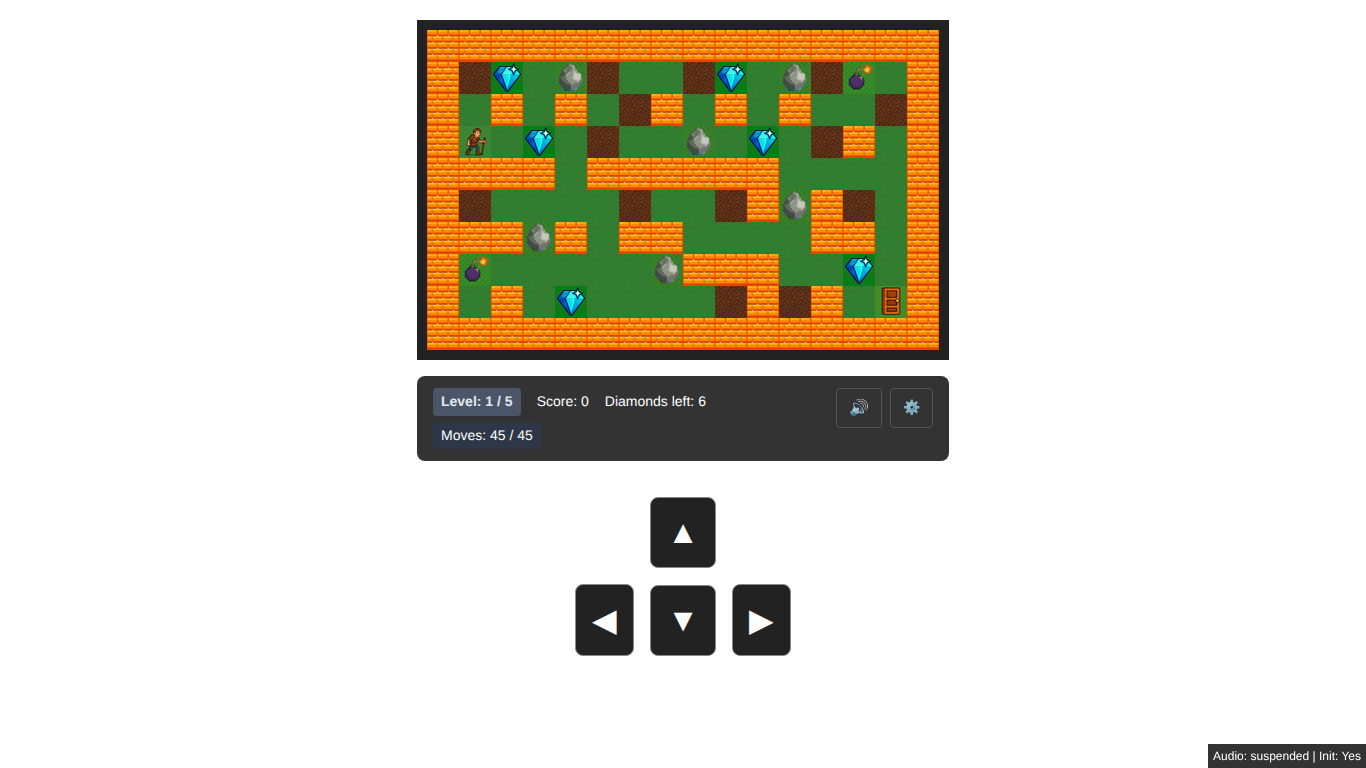 Level: 1 / 5 Score: 0 Diamonds left: 6
Moves: 45 / 45
Audio: suspended | Init: Yes